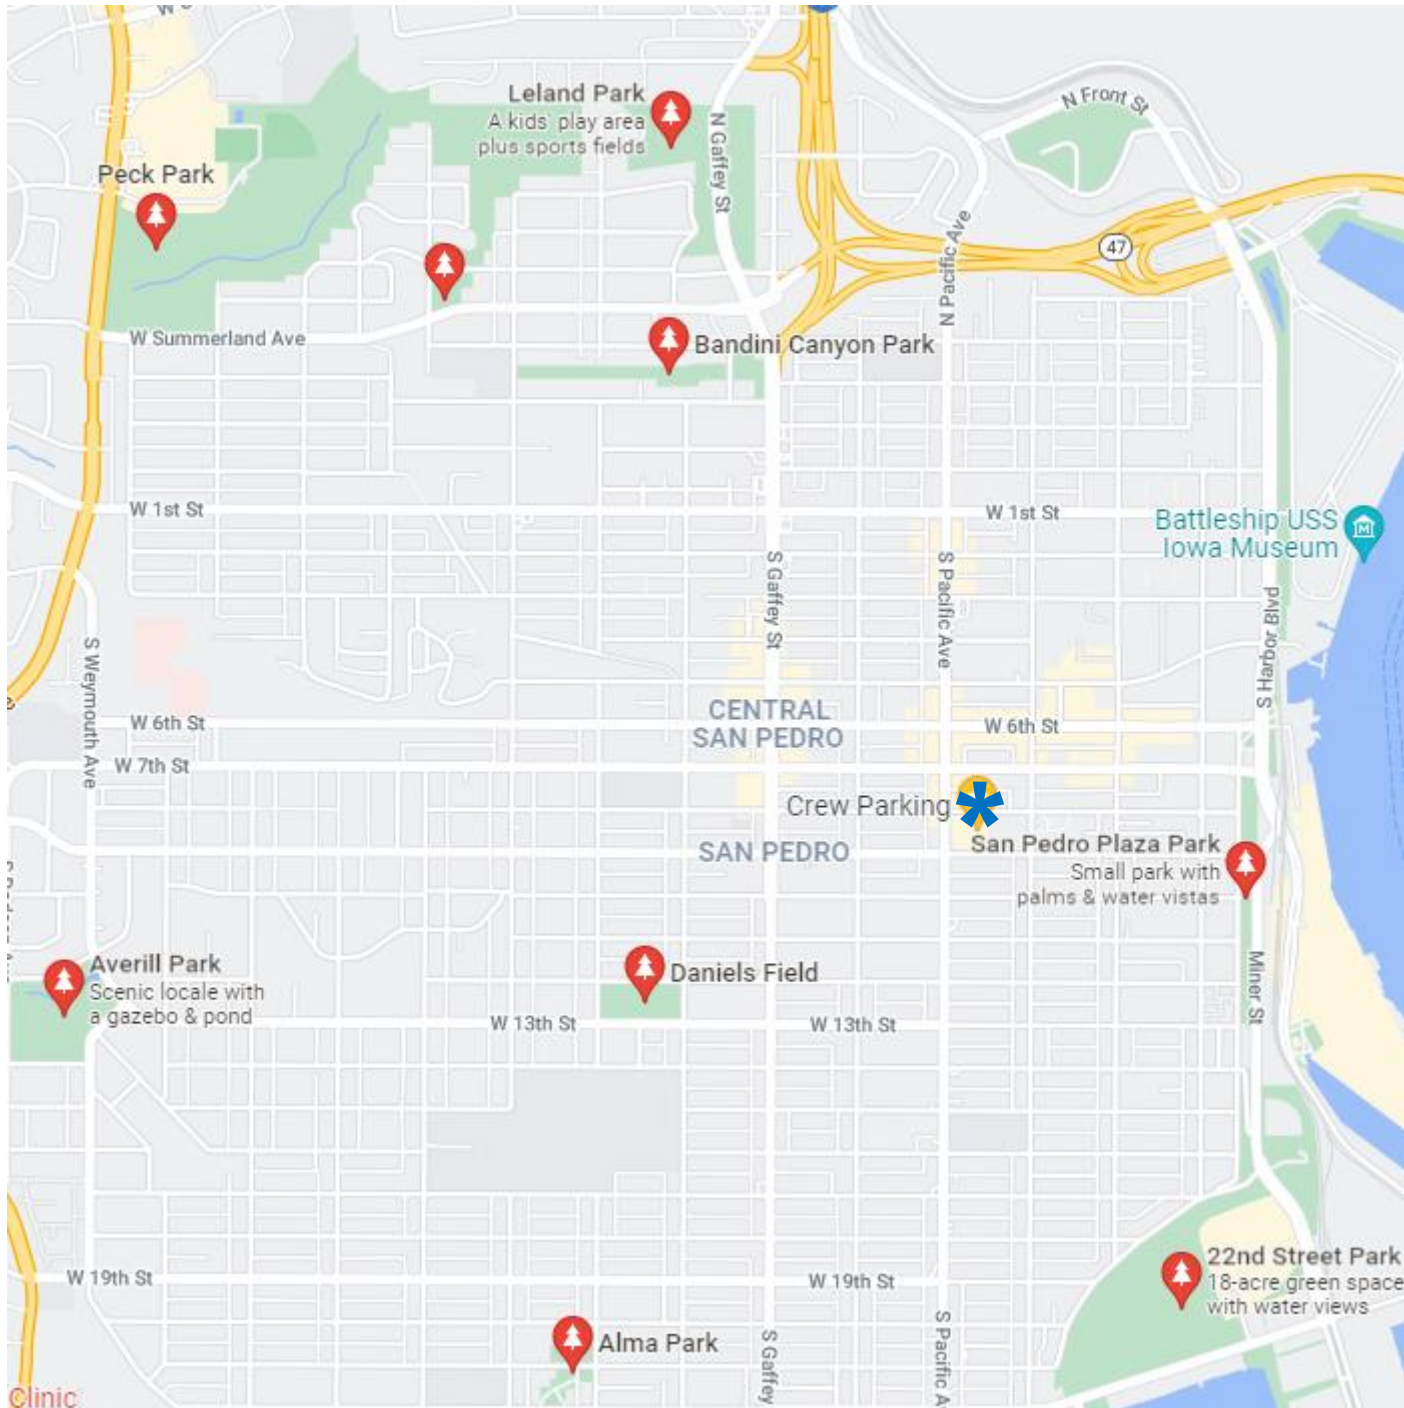 Leland Park
A kids' play area
plus sports fields
N Gaffey St
N Front St
Peck Park
N Pacific Ave
47
W Summerland Ave
Bandini Canyon Park
W 1st St
W 1st St
Battleship USS
Iowa Museum
S Gaffey St
S Pacific Ave
S Harbor Blvd
S Weymouth Ave
CENTRAL
SAN PEDRO
W 6th St
W 6th St
W 7th St
Crew Parking
SAN PEDRO
San Pedro Plaza Park
Small park with
palms & water vistas
Averill Park
Scenic locale with
a gazebo & pond
Daniels Field
Miner St
W 13th St
W 13th St
22nd Street Park
18-acre green space
with water views
W 19th St
W 19th St
Alma Park
S Gaffey
S Pacific A
Clinic